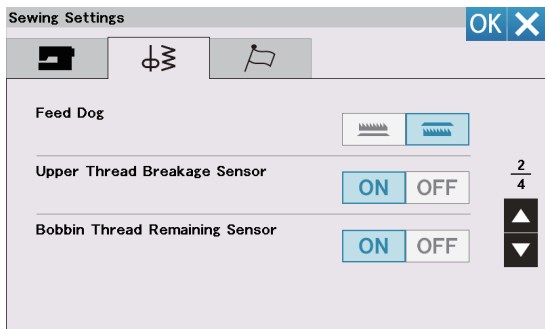 Sewing Settings
OK
Feed Dog
Upper Thread Breakage Sensor
ON OFF
2
4
Bobbin Thread Remaining Sensor
ON OFF